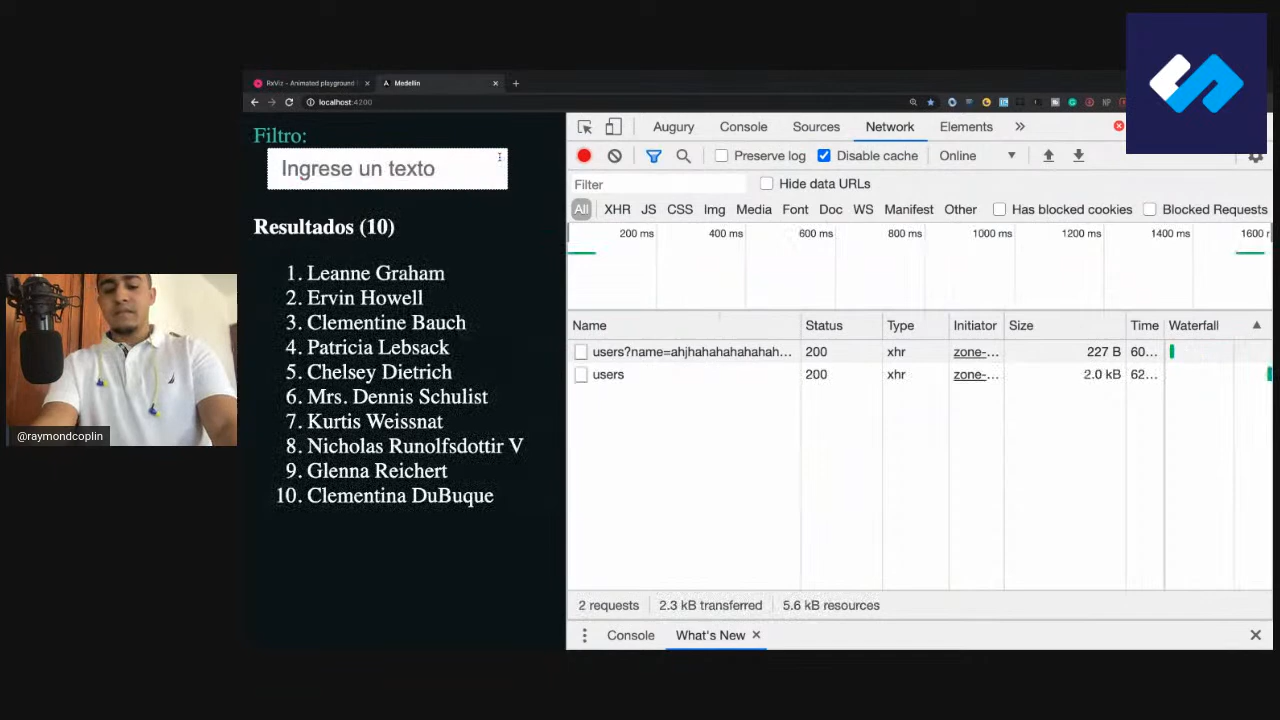 RxViz - Animated playground
Medellin
localhost:4200
Filtro:
Ingrese un texto
Resultados (10)
1. Leanne Graham
2. Ervin Howell
3. Clementine Bauch
4. Patricia Lebsack
5. Chelsey Dietrich
6. Mrs. Dennis Schulist
7. Kurtis Weissnat
8. Nicholas Runolfsdottir V
9. Glenna Reichert
10. Clementina DuBuque
@raymondcoplin
Augury Console Sources Network Elements
Preserve log Disable cache Online
Filter Hide data URLs
All XHR JS CSS Img Media Font Doc WS Manifest Other Has blocked cookies Blocked Requests
200 ms 400 ms 600 ms 800 ms 1000 ms 1200 ms 1400 ms 1600
Name Status Type Initiator Size Time Waterfall
users?name=ahjhahahahahahah... 200 xhr zone-... 227 B 60...
users 200 xhr zone-... 2.0 kB 62...
2 requests 2.3 kB transferred 5.6 kB resources
Console What's New